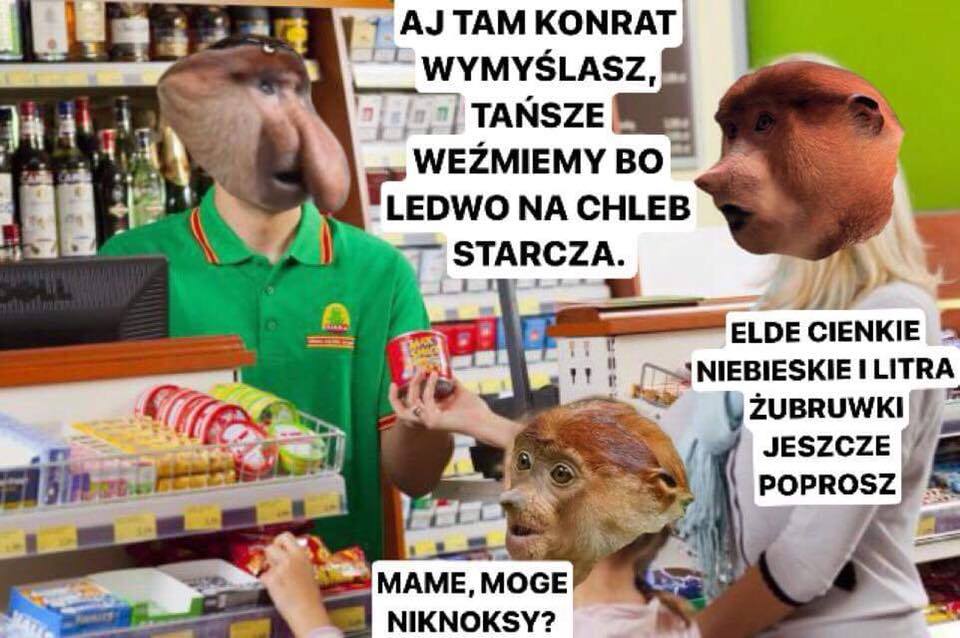 AJ TAM KONRAT
WYMYŚLASZ,
TAŃSZE
WEŹMIEMY BO
LEDWO NA CHLEB
STARCZA.
ELDE CIENKIE
NIEBIESKIE I LITRA
ŻUBRUWKI
JESZCZE
POPROSZ
MAME, MOGE
NIKNOKSY?